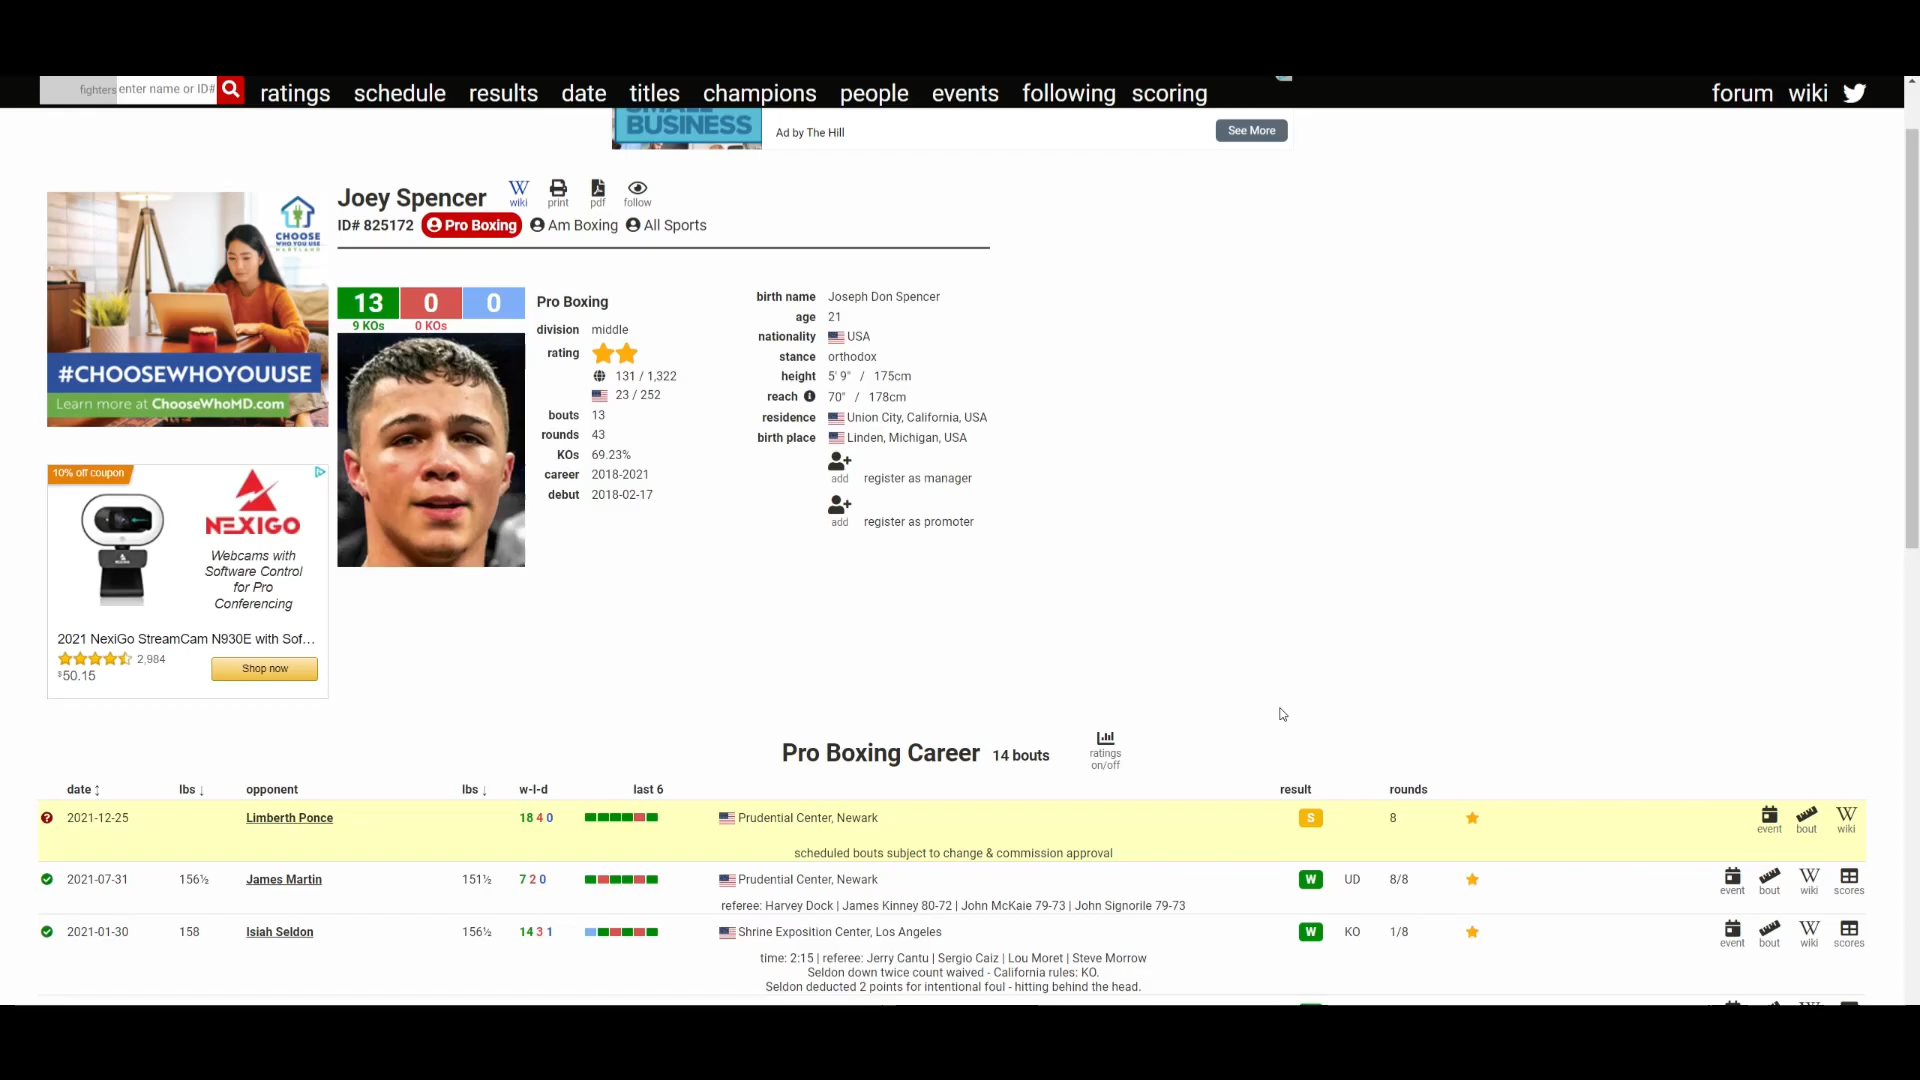 fighters enter name or ID# ratings schedule results date titles champions people events following scoring forum wiki
BUSINESS
Ad by The Hill
See More
CHOOSE
WHO YOU USE
MARYLAND
#CHOOSEWHOYOUUSE
Learn more at ChooseWhoMD.com
10% off coupon
NEXIGO
Webcams with
Software Control
for Pro
Conferencing
2021 NexiGo StreamCam N930E with Sof...
2,984
$50.15
Shop now
Joey Spencer
W
wiki print pdf follow
ID# 825172 Pro Boxing Am Boxing All Sports
13 0 0
9 KOs 0 KOs
Pro Boxing
division middle
rating
131 / 1,322
23 / 252
bouts 13
rounds 43
KOs 69.23%
career 2018-2021
debut 2018-02-17
birth name Joseph Don Spencer
age 21
nationality USA
stance orthodox
height 5' 9" / 175cm
reach 70" / 178cm
residence Union City, California, USA
birth place Linden, Michigan, USA
add register as manager
add register as promoter
Pro Boxing Career 14 bouts
ratings
on/off
date lbs opponent lbs w-l-d last 6 result rounds
2021-12-25 Limberth Ponce 18 4 0 Prudential Center, Newark S 8 W
event bout wiki
scheduled bouts subject to change & commission approval
2021-07-31 156½ James Martin 151½ 7 2 0 Prudential Center, Newark W UD 8/8 W
event bout wiki scores
referee: Harvey Dock | James Kinney 80-72 | John McKaie 79-73 | John Signorile 79-73
2021-01-30 158 Isiah Seldon 156½ 14 3 1 Shrine Exposition Center, Los Angeles W KO 1/8 W
event bout wiki scores
time: 2:15 | referee: Jerry Cantu | Sergio Caiz | Lou Moret | Steve Morrow
Seldon down twice count waived - California rules: KO.
Seldon deducted 2 points for intentional foul - hitting behind the head.